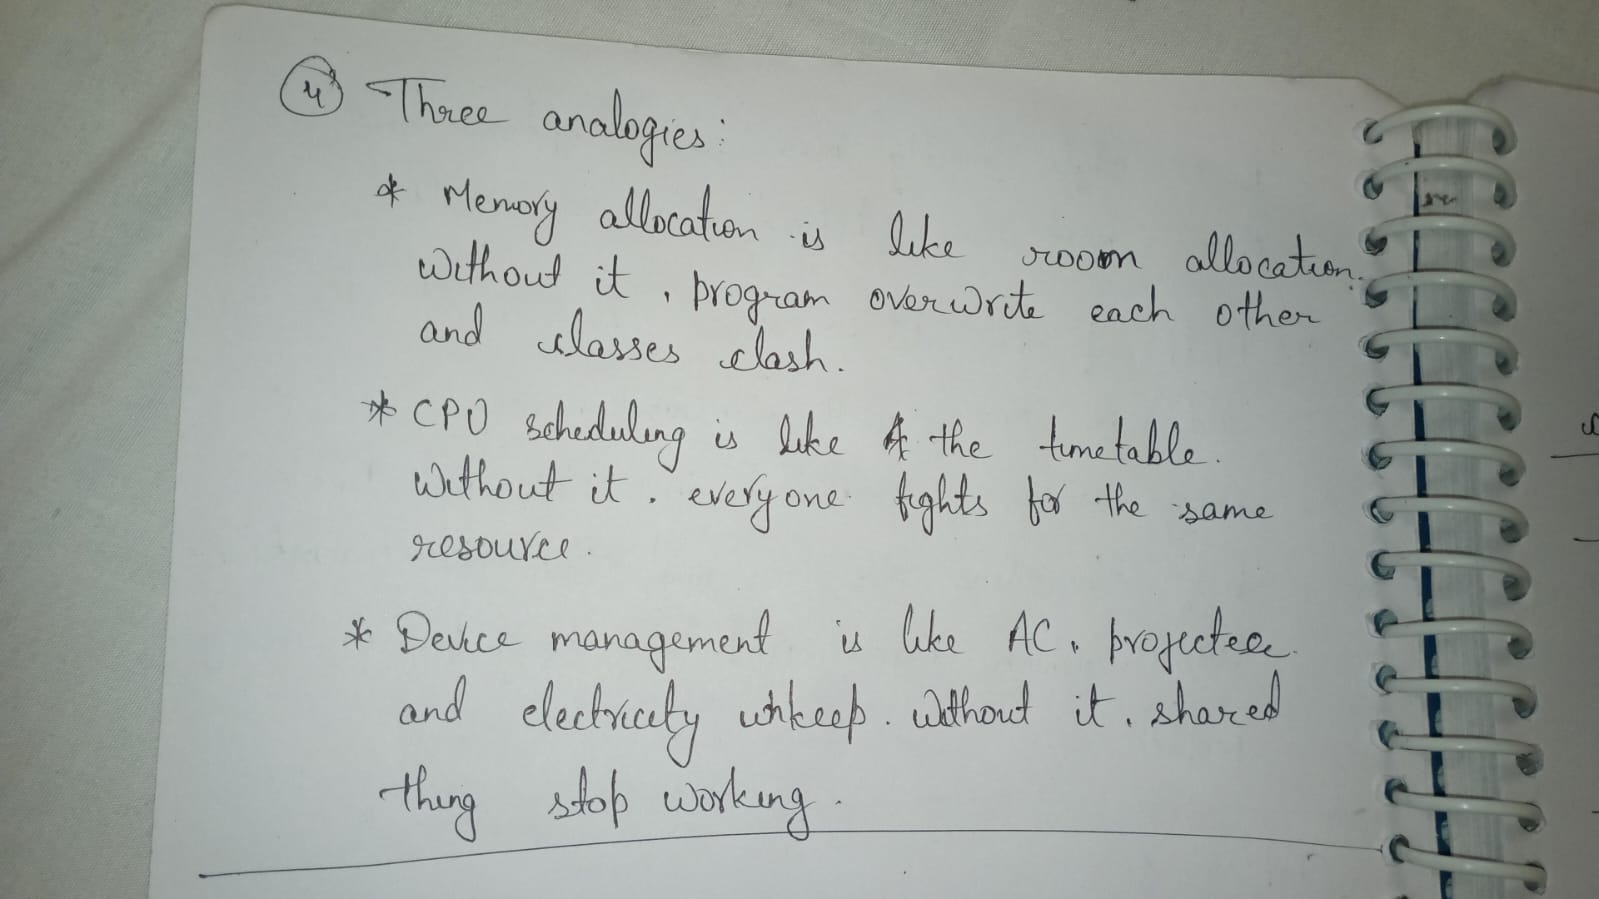 4 Three analogies:
* Memory allocation is like room allocation.
Without it, program overwrite each other
and classes clash.
* CPU scheduling is like the timetable.
Without it, everyone fights for the same
resource.
* Device management is like AC, projector
and electricity upkeep. Without it, shared
thing stop working.